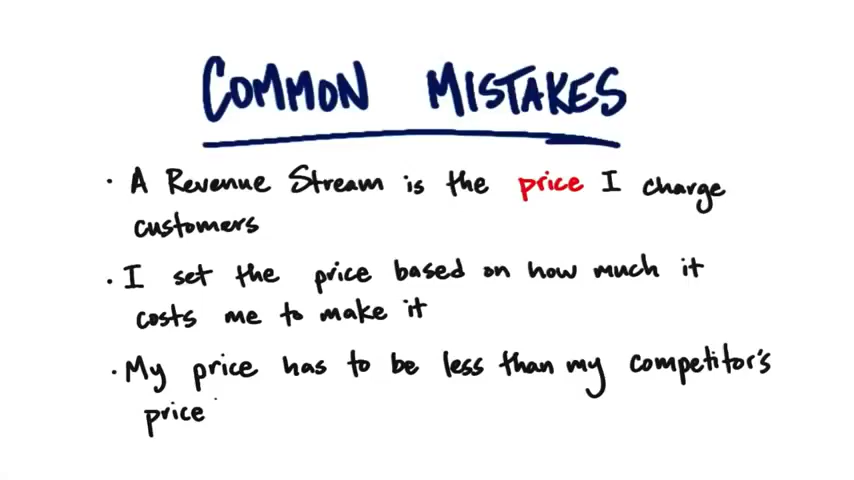 COMMON MISTAKES
· A Revenue Stream is the price I charge
customers
· I set the price based on how much it
costs me to make it
· My price has to be less than my competitor's
price